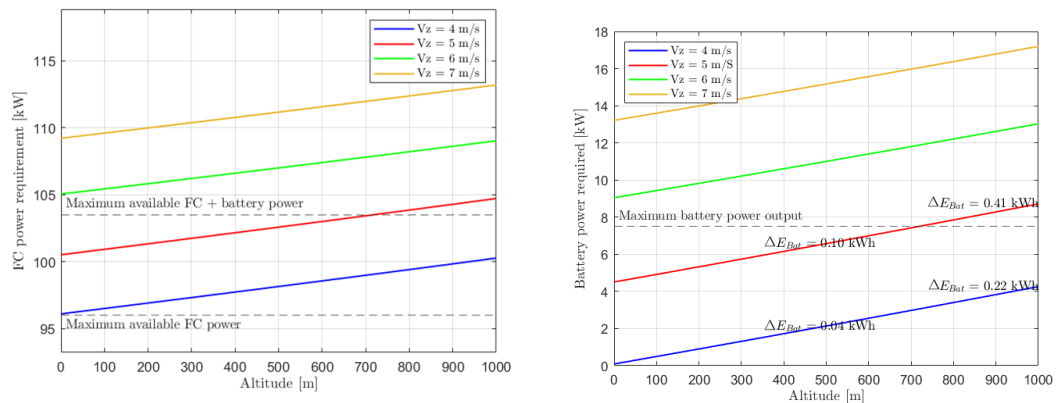 Vz = 4 m/s
Vz = 5 m/s
Vz = 6 m/s
Vz = 7 m/s
115
110
105
100
95
FC power requirement [kW]
Maximum available FC + battery power
Maximum available FC power
0 100 200 300 400 500 600 700 800 900 1000
Altitude [m]
Vz = 4 m/s
Vz = 5 m/S
Vz = 6 m/s
Vz = 7 m/s
18
16
14
12
10
8
6
4
2
0
Battery power required [kW]
Maximum battery power output
ΔE_Bat = 0.41 kWh
ΔE_Bat = 0.10 kWh
ΔE_Bat = 0.22 kWh
ΔE_Bat = 0.04 kWh
0 100 200 300 400 500 600 700 800 900 1000
Altitude [m]